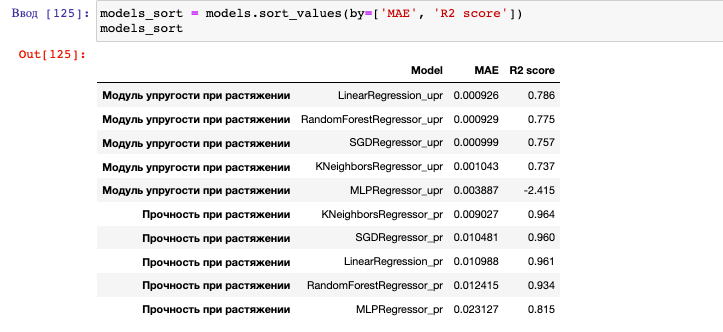 Ввод [125]: models_sort = models.sort_values(by=['MAE', 'R2 score'])
models_sort
Out[125]:
Model MAE R2 score
Модуль упругости при растяжении LinearRegression_upr 0.000926 0.786
Модуль упругости при растяжении RandomForestRegressor_upr 0.000929 0.775
Модуль упругости при растяжении SGDRegressor_upr 0.000999 0.757
Модуль упругости при растяжении KNeighborsRegressor_upr 0.001043 0.737
Модуль упругости при растяжении MLPRegressor_upr 0.003887 -2.415
Прочность при растяжении KNeighborsRegressor_pr 0.009027 0.964
Прочность при растяжении SGDRegressor_pr 0.010481 0.960
Прочность при растяжении LinearRegression_pr 0.010988 0.961
Прочность при растяжении RandomForestRegressor_pr 0.012415 0.934
Прочность при растяжении MLPRegressor_pr 0.023127 0.815